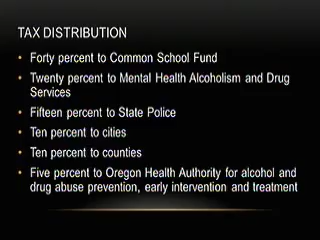 TAX DISTRIBUTION
• Forty percent to Common School Fund
• Twenty percent to Mental Health Alcoholism and Drug
Services
• Fifteen percent to State Police
• Ten percent to cities
• Ten percent to counties
• Five percent to Oregon Health Authority for alcohol and
drug abuse prevention, early intervention and treatment